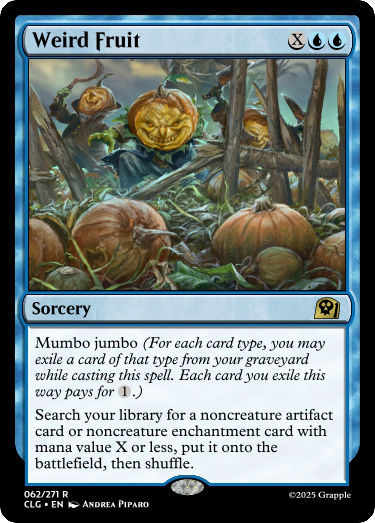 Weird Fruit X
Sorcery
Mumbo jumbo (For each card type, you may
exile a card of that type from your graveyard
while casting this spell. Each card you exile this
way pays for 1.)
Search your library for a noncreature artifact
card or noncreature enchantment card with
mana value X or less, put it onto the
battlefield, then shuffle.
062/271 R
CLG • EN Andrea Piparo
©2025 Grapple